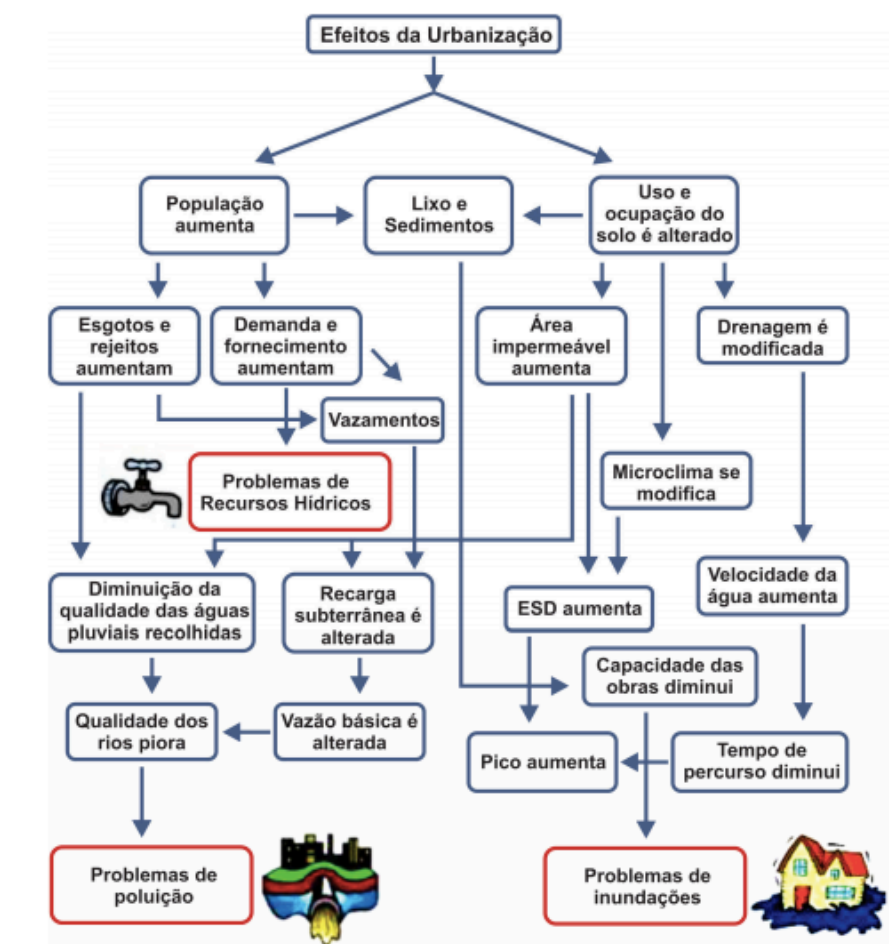 Efeitos da Urbanização
População
aumenta
Lixo e
Sedimentos
Uso e
ocupação do
solo é alterado
Esgotos e
rejeitos
aumentam
Demanda e
fornecimento
aumentam
Área
impermeável
aumenta
Drenagem é
modificada
Vazamentos
Problemas de
Recursos Hídricos
Microclima se
modifica
Diminuição da
qualidade das águas
pluviais recolhidas
Recarga
subterrânea é
alterada
ESD aumenta
Velocidade da
água aumenta
Capacidade das
obras diminui
Qualidade dos
rios piora
Vazão básica é
alterada
Pico aumenta
Tempo de
percurso diminui
Problemas de
poluição
Problemas de
inundações